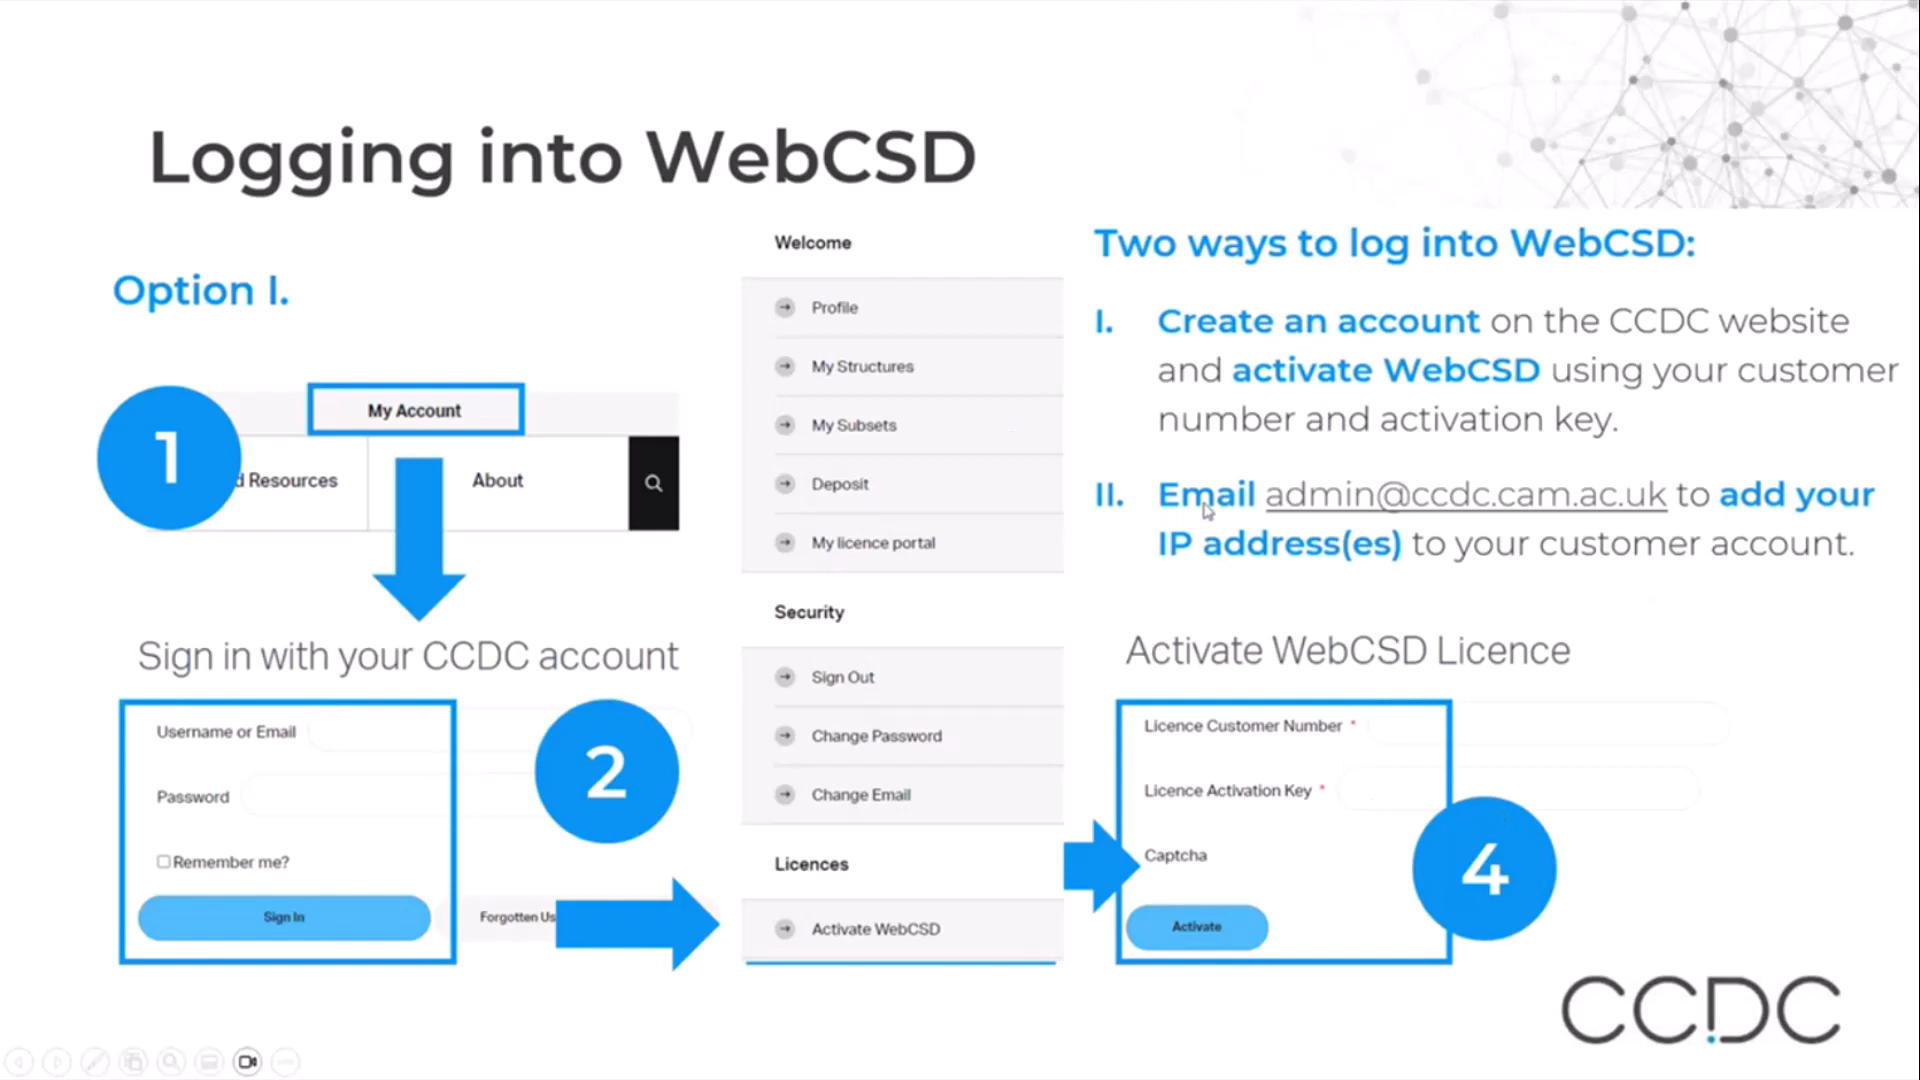 Logging into WebCSD
Option I.
1
My Account
d Resources
About
Sign in with your CCDC account
Username or Email
Password
Remember me?
Sign In
Forgotten Us
2
Welcome
Profile
My Structures
My Subsets
Deposit
My licence portal
Security
Sign Out
Change Password
Change Email
Licences
Activate WebCSD
Two ways to log into WebCSD:
I. Create an account on the CCDC website
and activate WebCSD using your customer
number and activation key.
II. Email admin@ccdc.cam.ac.uk to add your
IP address(es) to your customer account.
Activate WebCSD Licence
Licence Customer Number *
Licence Activation Key *
Captcha
Activate
4
CCDC